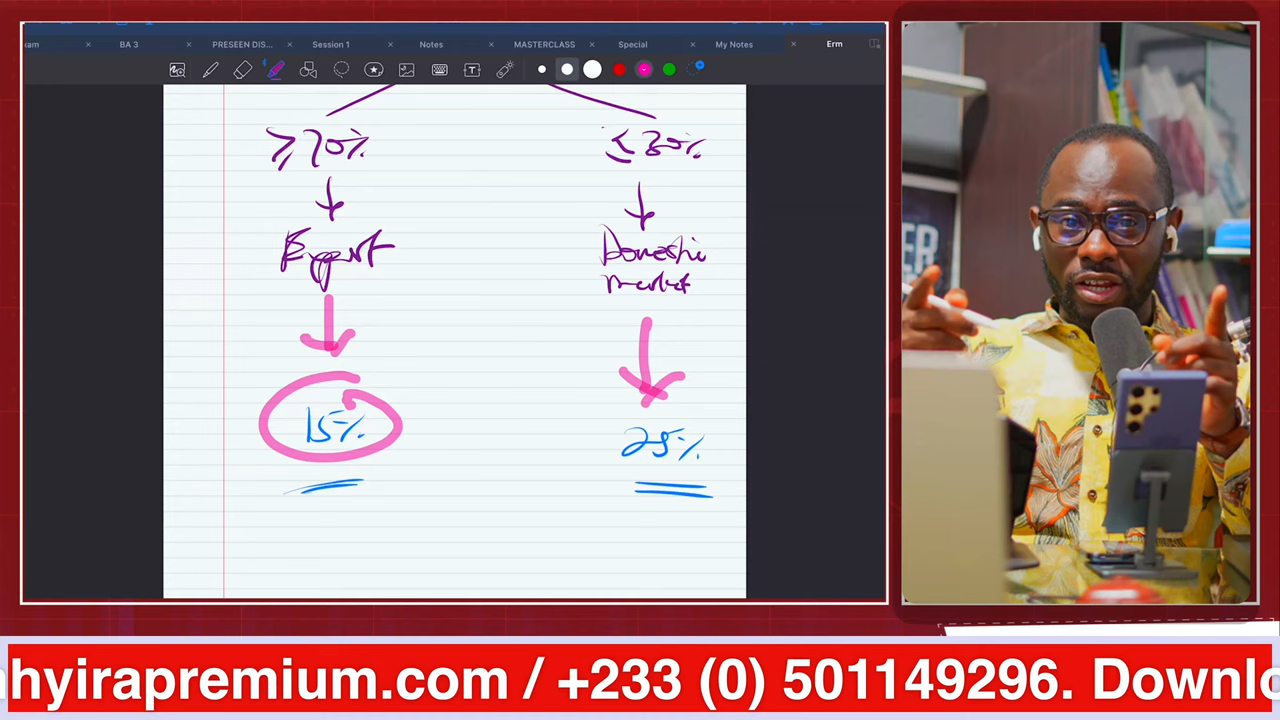 am
BA 3
PRESEEN DIS...
Session 1
Notes
MASTERCLASS
Special
My Notes
Erm
≥70%
≤30%
Export
Domestic
market
15%
25%
ER
hyirapremium.com / +233 (0) 501149296. Downlo